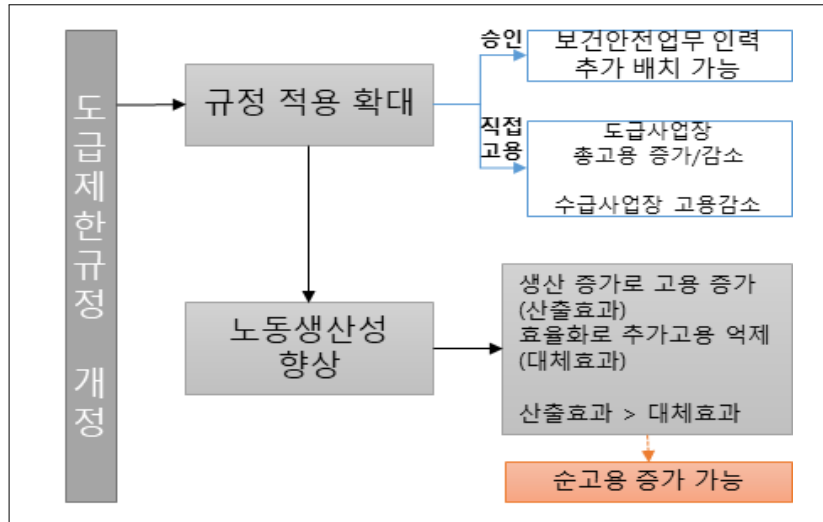 도급제한규정 개정
규정 적용 확대
승인
보건안전업무 인력
추가 배치 가능
직접
고용
도급사업장
총고용 증가/감소
수급사업장 고용감소
노동생산성
향상
생산 증가로 고용 증가
(산출효과)
효율화로 추가고용 억제
(대체효과)
산출효과 > 대체효과
순고용 증가 가능